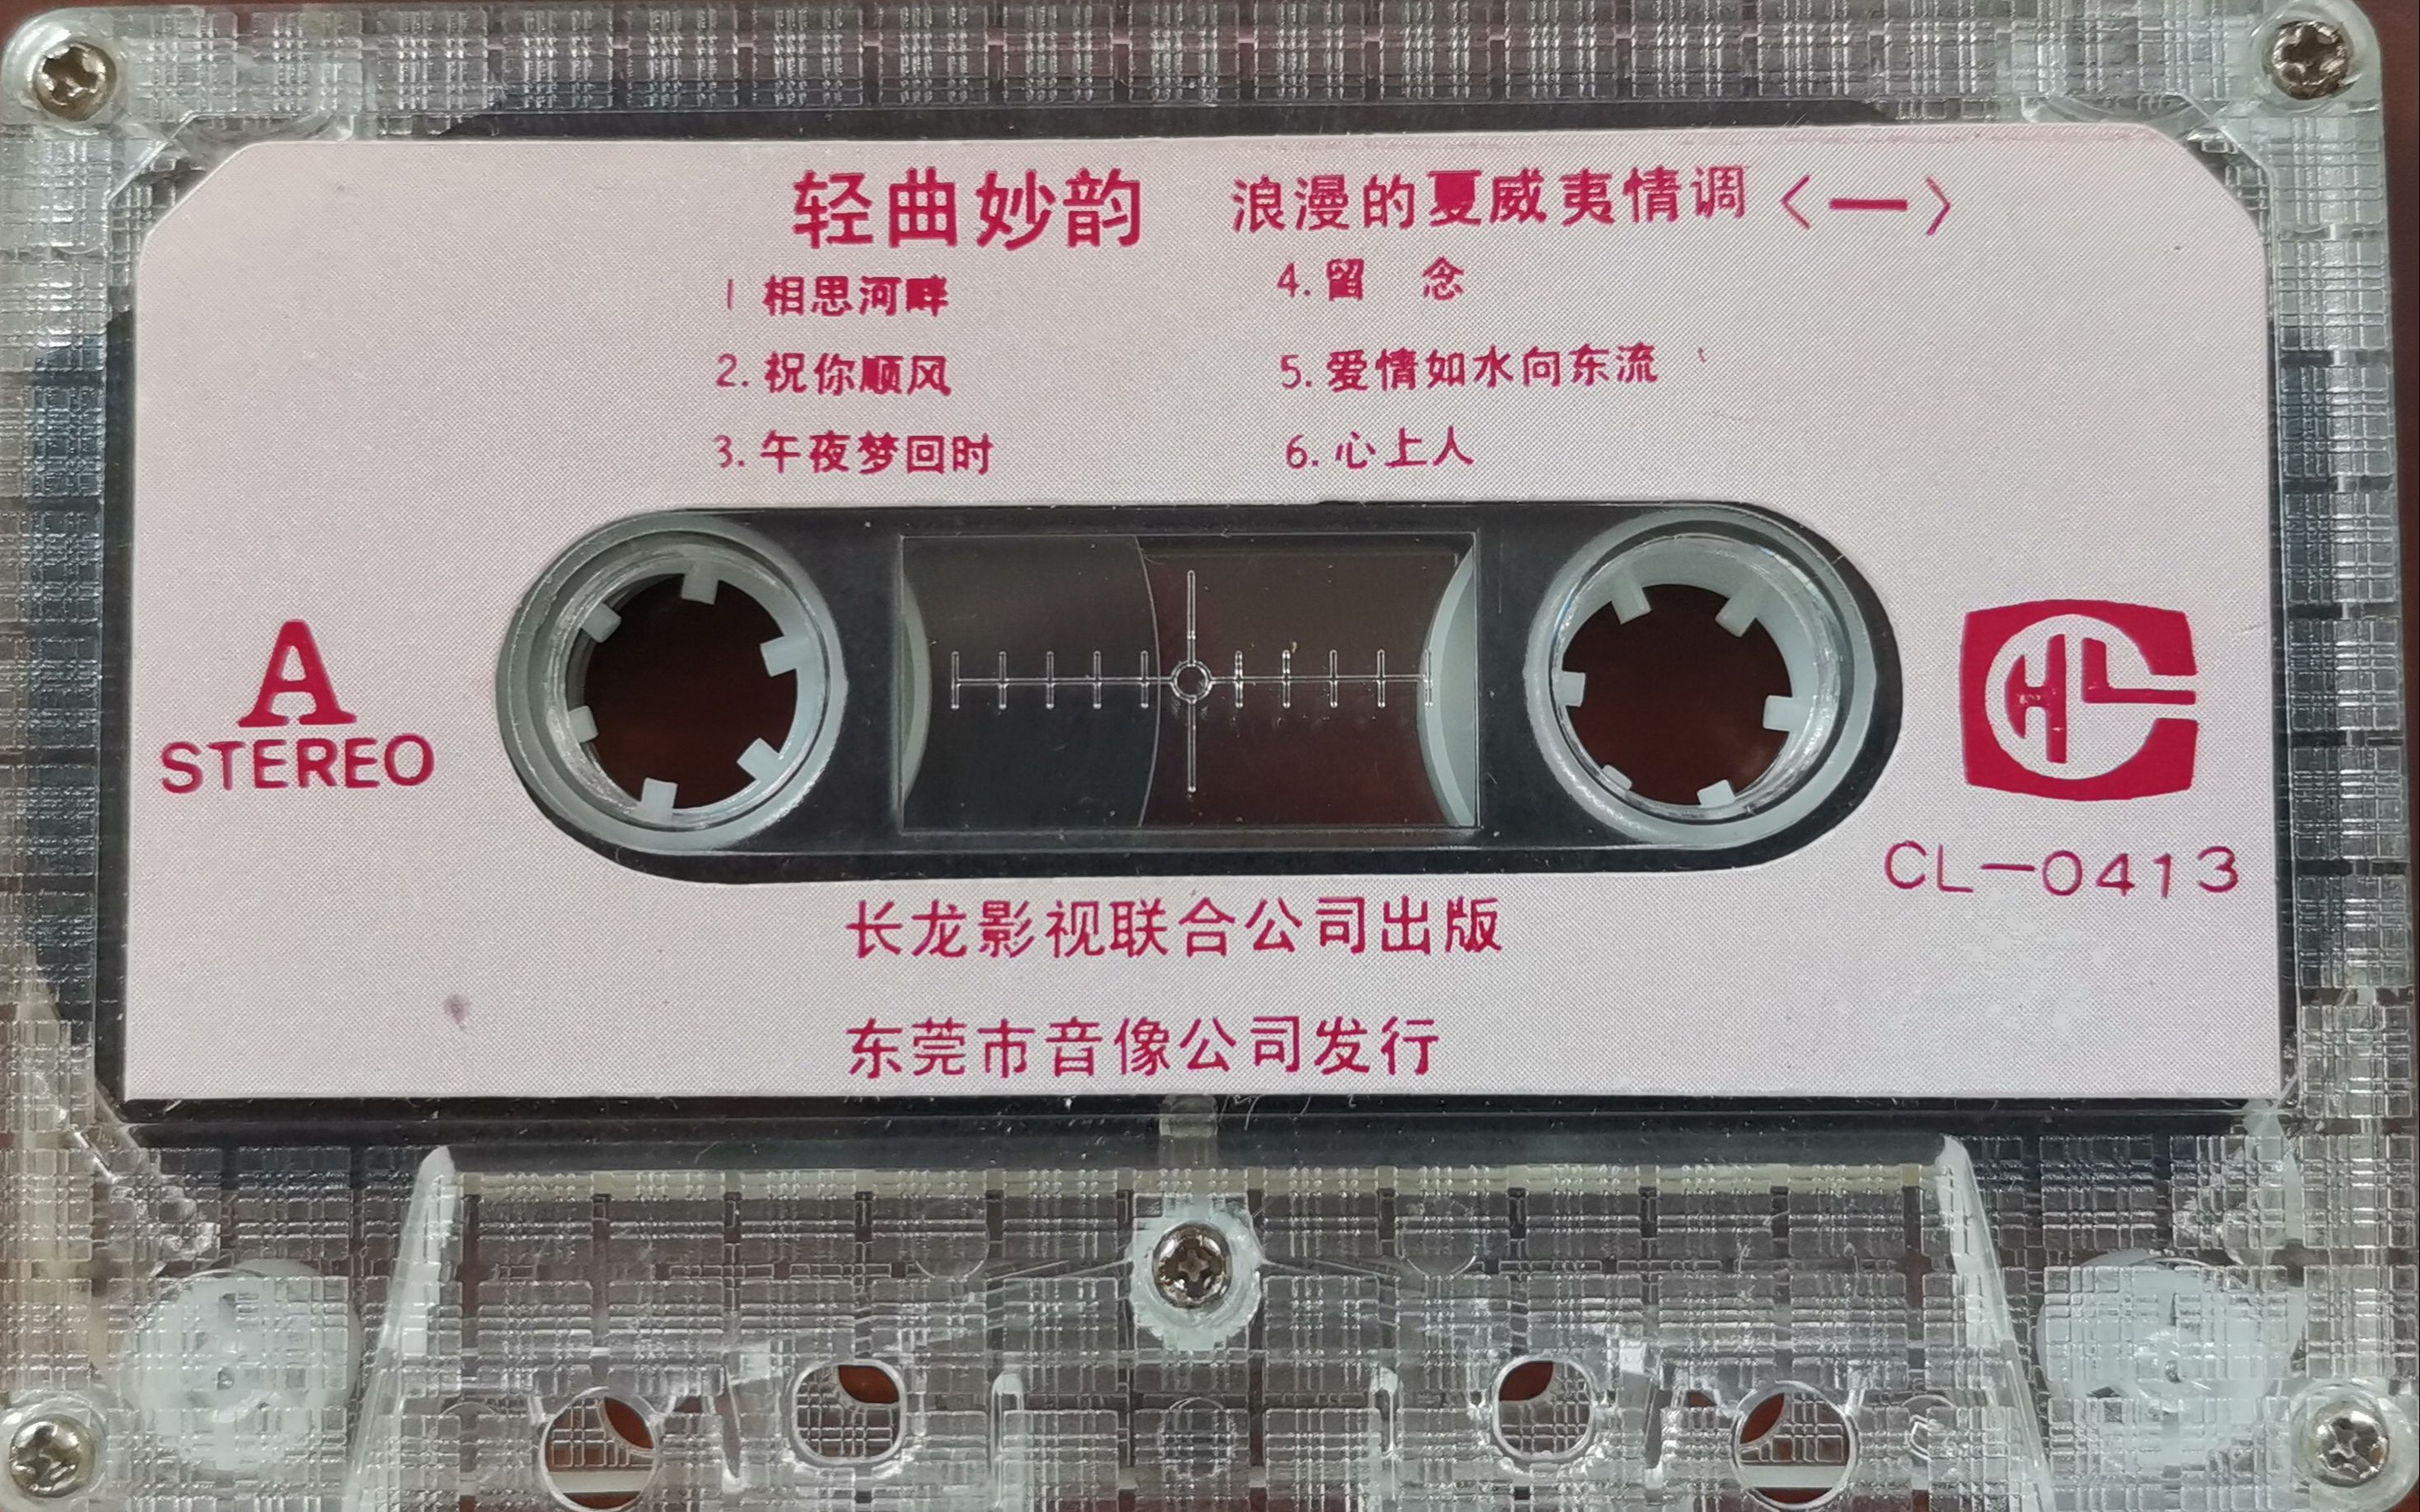 轻曲妙韵 浪漫的夏威夷情调〈一〉
1 相思河畔
2. 祝你顺风
3. 午夜梦回时
4. 留 念
5. 爱情如水向东流
6. 心上人
A
STEREO
HL
CL-0413
长龙影视联合公司出版
东莞市音像公司发行